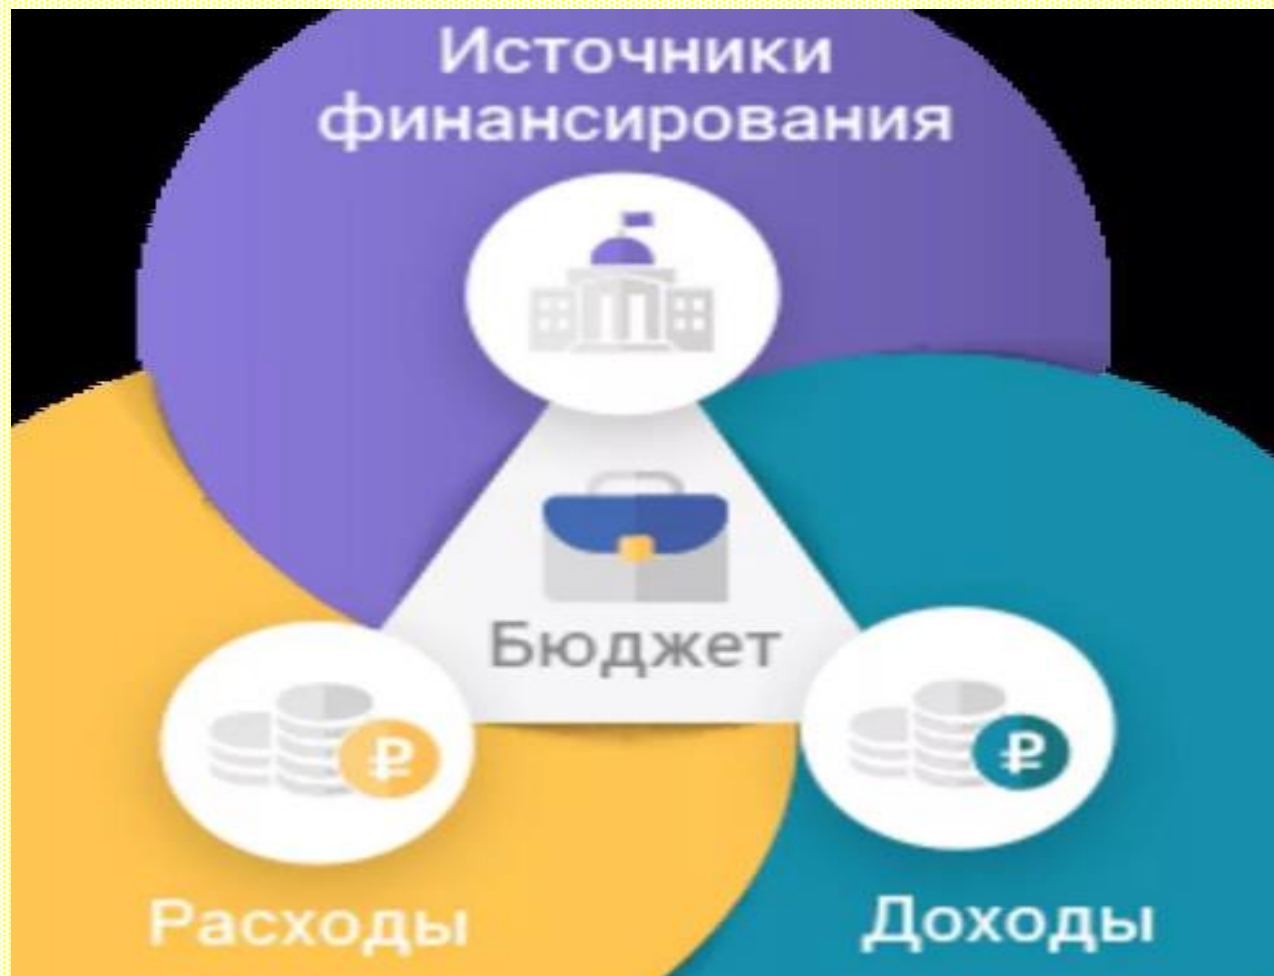 Источники
финансирования
Бюджет
₽
₽
Расходы
Доходы